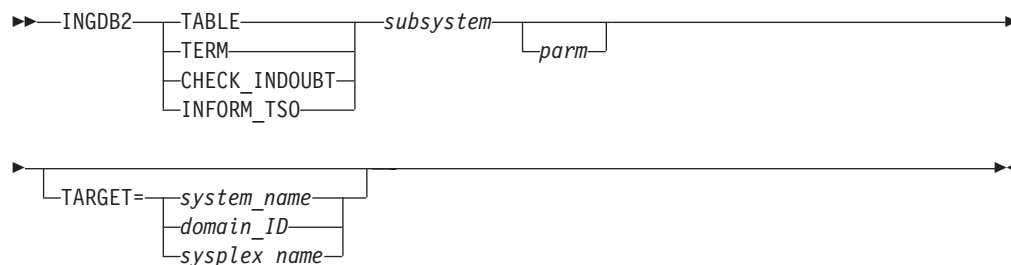 INGDB2 TABLE subsystem
TERM parm
CHECK_INDOUBT
INFORM_TSO
TARGET= system_name
domain_ID
sysplex_name